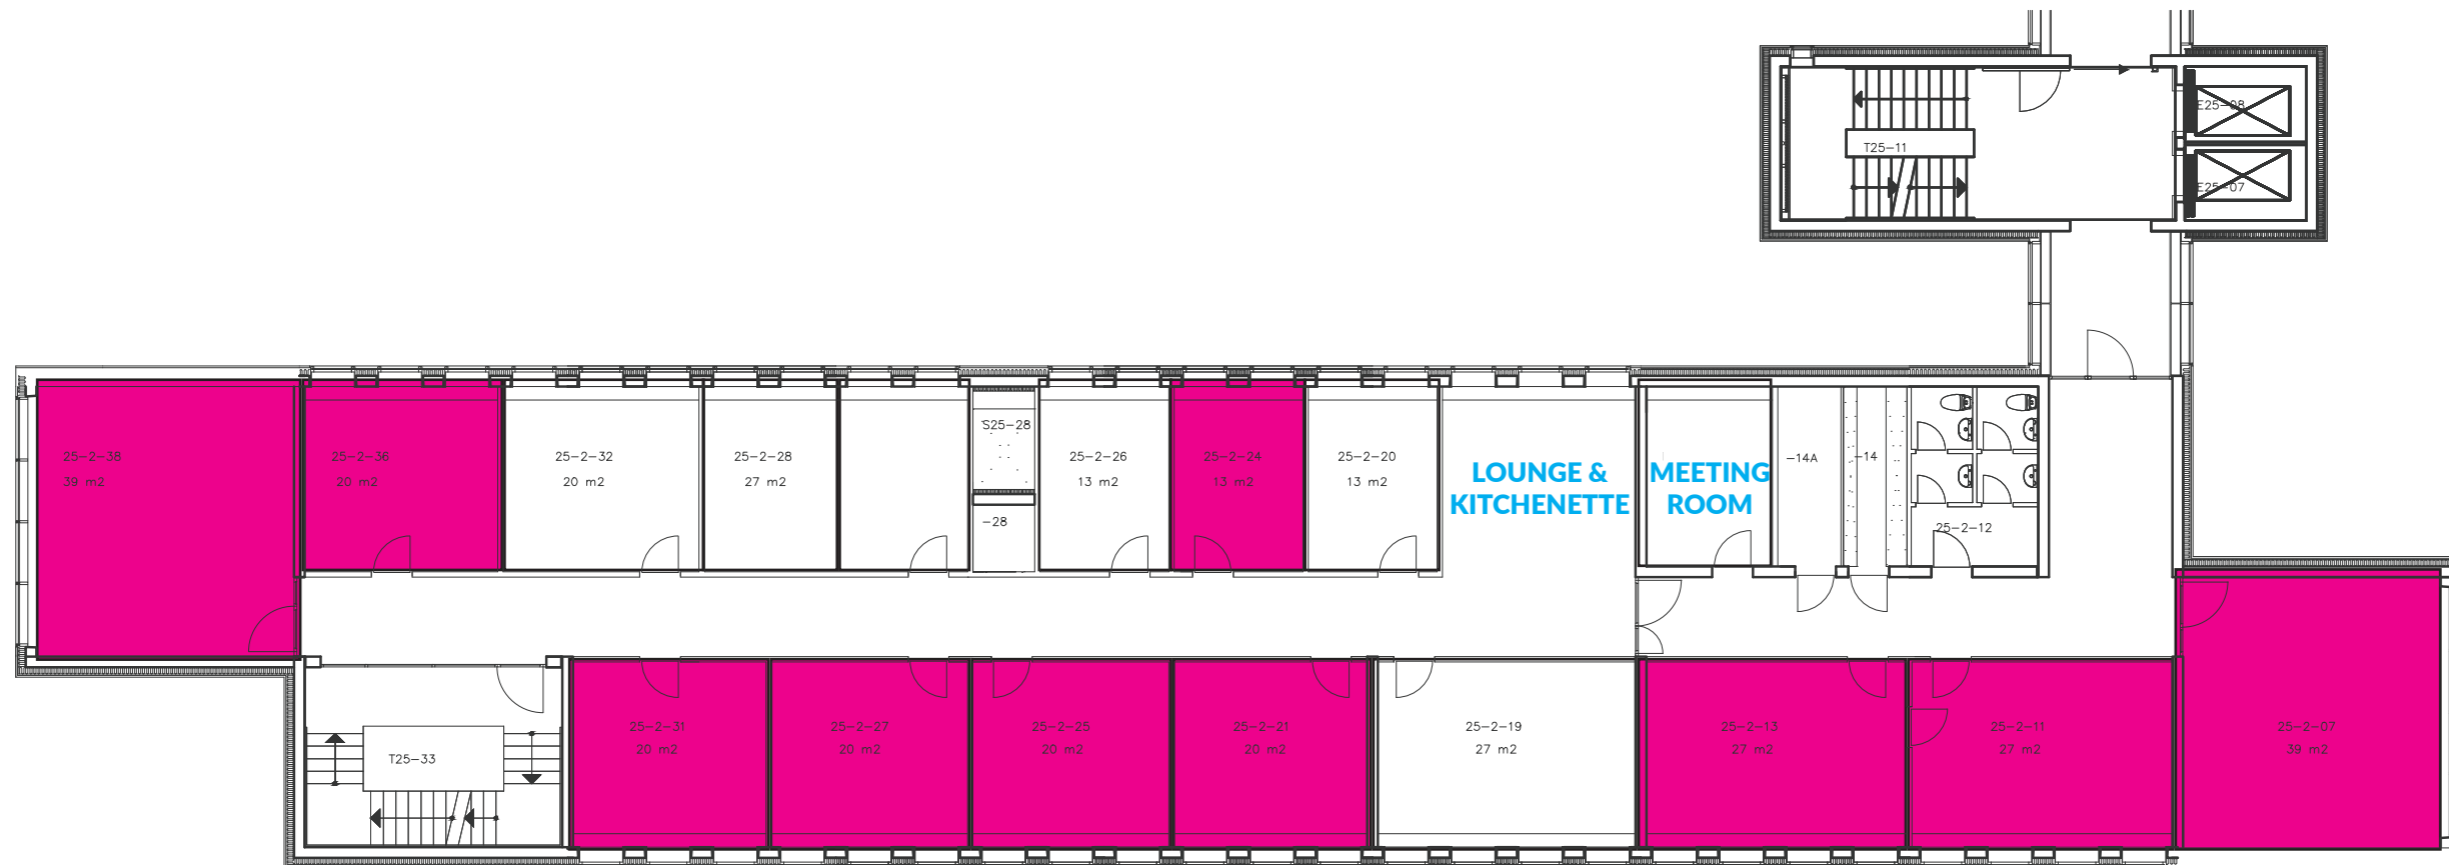 E25-08
T25-11
E25-07
25-2-38
39 m2
25-2-36
20 m2
25-2-32
20 m2
25-2-28
27 m2
S25-28
-28
25-2-26
13 m2
25-2-24
13 m2
25-2-20
13 m2
LOUNGE &
KITCHENETTE
MEETING
ROOM
-14A
-14
25-2-12
T25-33
25-2-31
20 m2
25-2-27
20 m2
25-2-25
20 m2
25-2-21
20 m2
25-2-19
27 m2
25-2-13
27 m2
25-2-11
27 m2
25-2-07
39 m2